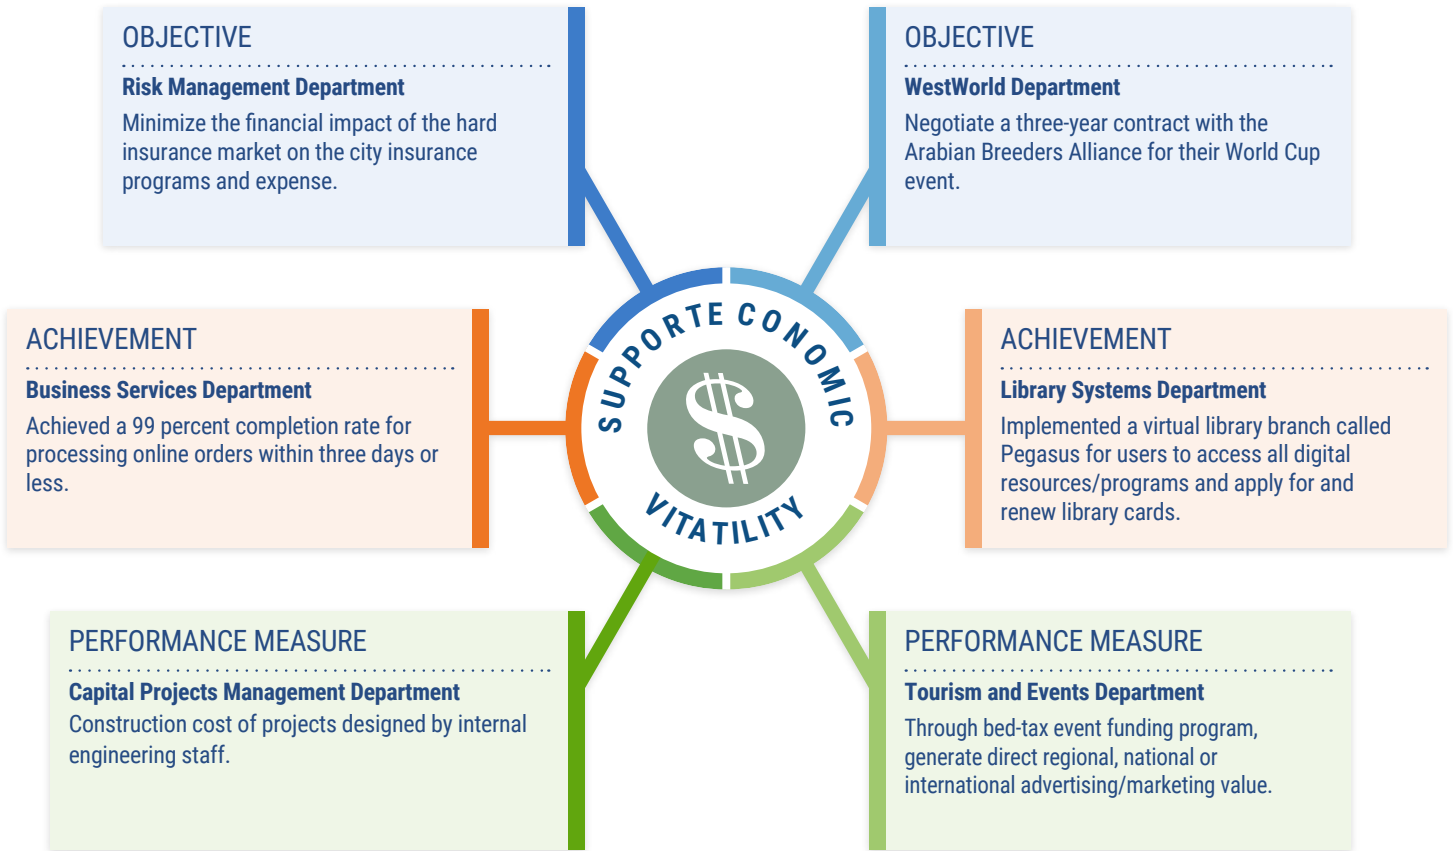 OBJECTIVE
Risk Management Department
Minimize the financial impact of the hard
insurance market on the city insurance
programs and expense.
OBJECTIVE
WestWorld Department
Negotiate a three-year contract with the
Arabian Breeders Alliance for their World Cup
event.
SUPPORTE CONOMIC
$
VITATILITY
ACHIEVEMENT
Business Services Department
Achieved a 99 percent completion rate for
processing online orders within three days or
less.
ACHIEVEMENT
Library Systems Department
Implemented a virtual library branch called
Pegasus for users to access all digital
resources/programs and apply for and
renew library cards.
PERFORMANCE MEASURE
Capital Projects Management Department
Construction cost of projects designed by internal
engineering staff.
PERFORMANCE MEASURE
Tourism and Events Department
Through bed-tax event funding program,
generate direct regional, national or
international advertising/marketing value.